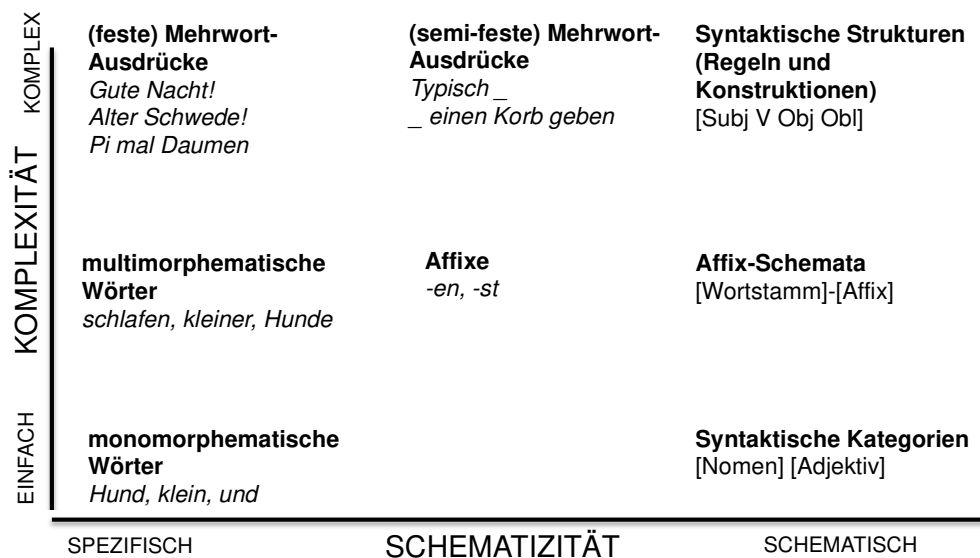 KOMPLEX
KOMPLEXITÄT
EINFACH
(feste) Mehrwort-
Ausdrücke
Gute Nacht!
Alter Schwede!
Pi mal Daumen
(semi-feste) Mehrwort-
Ausdrücke
Typisch _
_ einen Korb geben
Syntaktische Strukturen
(Regeln und
Konstruktionen)
[Subj V Obj Obl]
multimorphematische
Wörter
schlafen, kleiner, Hunde
Affixe
-en, -st
Affix-Schemata
[Wortstamm]-[Affix]
monomorphematische
Wörter
Hund, klein, und
Syntaktische Kategorien
[Nomen] [Adjektiv]
SPEZIFISCH
SCHEMATIZITÄT
SCHEMATISCH